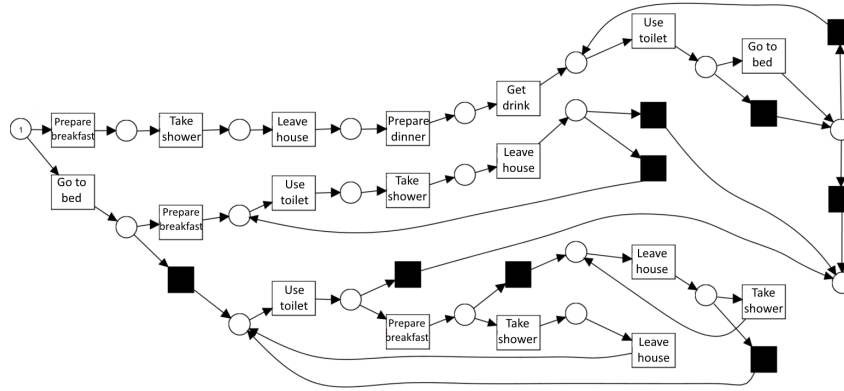 Use
toilet
Go to
bed
Get
drink
1
Prepare
breakfast
Take
shower
Leave
house
Prepare
dinner
Leave
house
Go to
bed
Use
toilet
Take
shower
Prepare
breakfast
Leave
house
Use
toilet
Take
shower
Prepare
breakfast
Take
shower
Leave
house